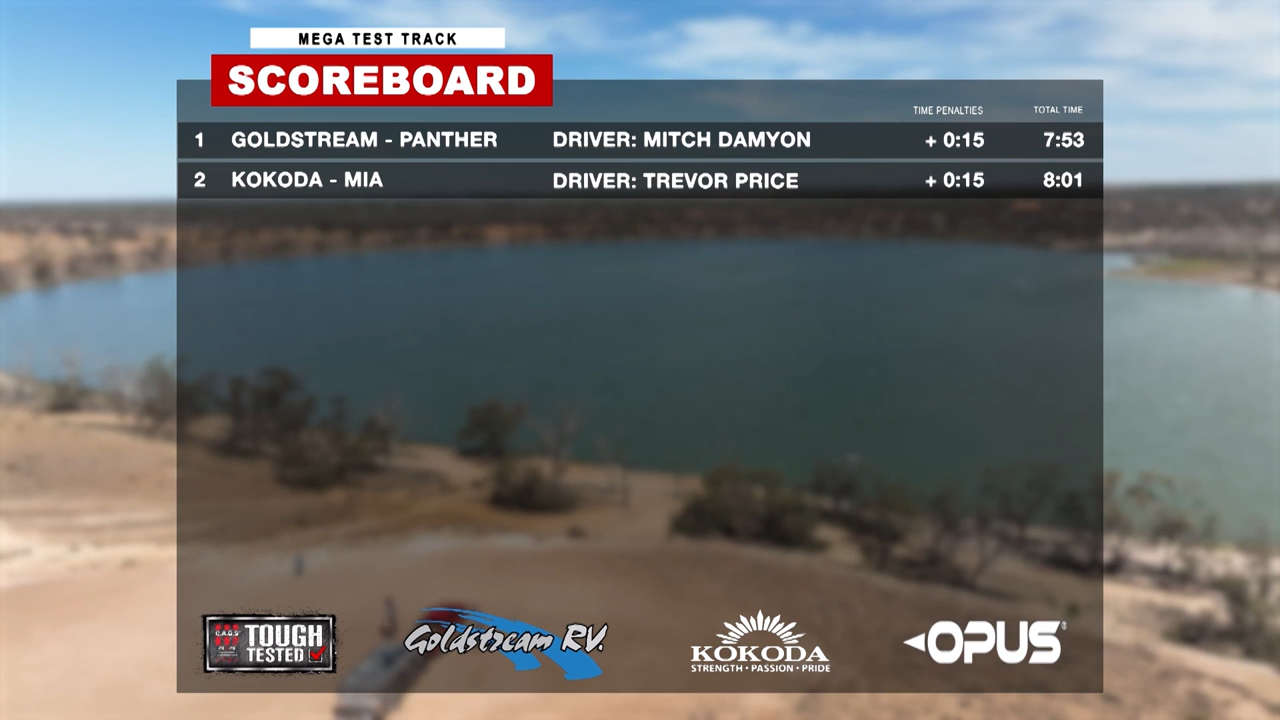 MEGA TEST TRACK
SCOREBOARD
TIME PENALTIES TOTAL TIME
1 GOLDSTREAM - PANTHER DRIVER: MITCH DAMYON + 0:15 7:53
2 KOKODA - MIA DRIVER: TREVOR PRICE + 0:15 8:01
TOUGH
TESTED
Goldstream RV.
KOKODA
STRENGTH • PASSION • PRIDE
OPUS®